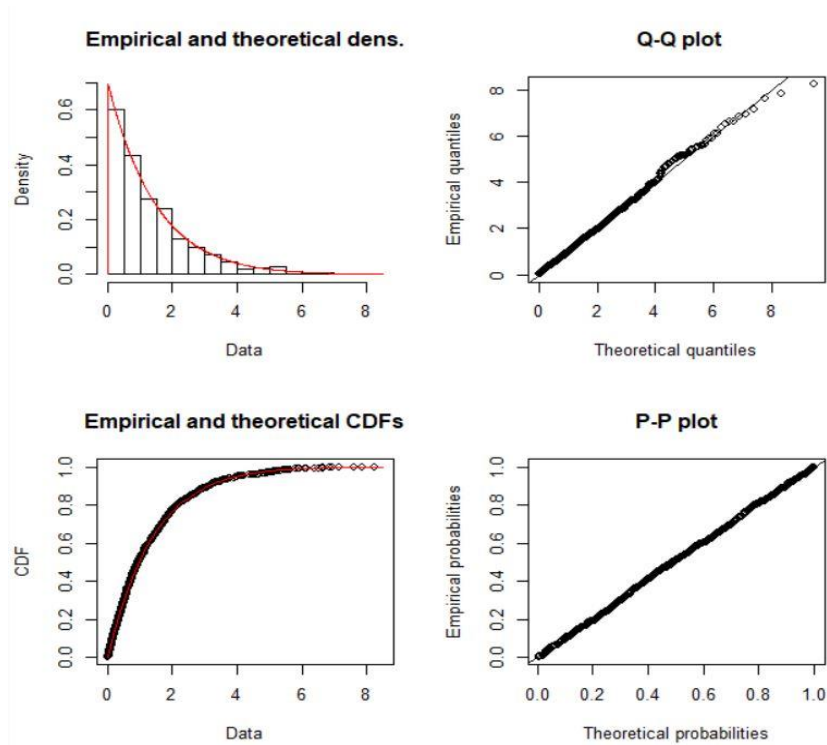 Empirical and theoretical dens.
Density
0.0 0.2 0.4 0.6
0 2 4 6 8
Data
Q-Q plot
Empirical quantiles
0 2 4 6 8
0 2 4 6 8
Theoretical quantiles
Empirical and theoretical CDFs
CDF
0.0 0.2 0.4 0.6 0.8 1.0
0 2 4 6 8
Data
P-P plot
Empirical probabilities
0.0 0.2 0.4 0.6 0.8 1.0
0.0 0.2 0.4 0.6 0.8 1.0
Theoretical probabilities